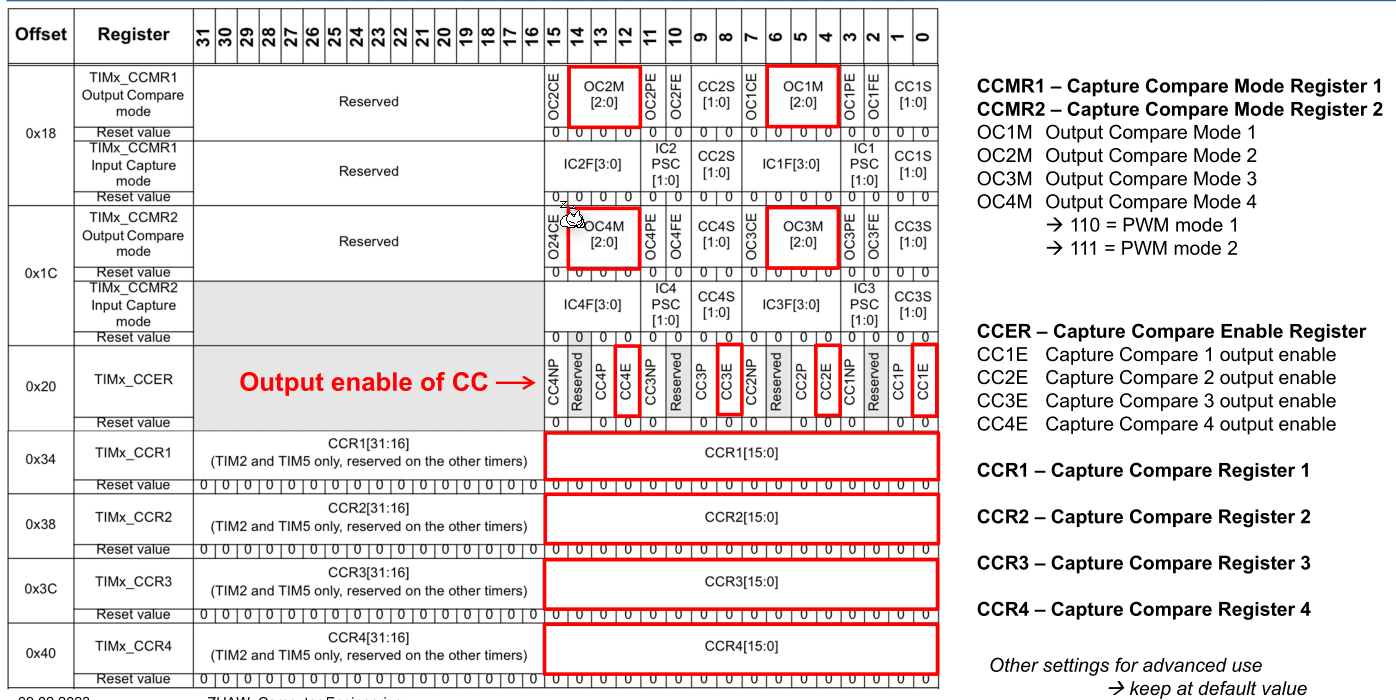 Offset Register 31 30 29 28 27 26 25 24 23 22 21 20 19 18 17 16 15 14 13 12 11 10 9 8 7 6 5 4 3 2 1 0
0x18
TIMx_CCMR1
Output Compare
mode
Reserved
OC2CE
OC2M
[2:0]
OC2PE
OC2FE
CC2S
[1:0]
OC1CE
OC1M
[2:0]
OC1PE
OC1FE
CC1S
[1:0]
Reset value 0 0 0 0 0 0 0 0 0 0 0 0 0 0 0 0
TIMx_CCMR1
Input Capture
mode
Reserved
IC2F[3:0]
IC2
PSC
[1:0]
CC2S
[1:0]
IC1F[3:0]
IC1
PSC
[1:0]
CC1S
[1:0]
Reset value 0 0 0 0 0 0 0 0 0 0 0 0 0 0 0 0
0x1C
TIMx_CCMR2
Output Compare
mode
Reserved
O24CE
OC4M
[2:0]
OC4PE
OC4FE
CC4S
[1:0]
OC3CE
OC3M
[2:0]
OC3PE
OC3FE
CC3S
[1:0]
Reset value 0 0 0 0 0 0 0 0 0 0 0 0 0 0 0 0
TIMx_CCMR2
Input Capture
mode
IC4F[3:0]
IC4
PSC
[1:0]
CC4S
[1:0]
IC3F[3:0]
IC3
PSC
[1:0]
CC3S
[1:0]
Reset value 0 0 0 0 0 0 0 0 0 0 0 0 0 0 0 0
0x20
TIMx_CCER
Output enable of CC →
CC4NP
Reserved
CC4P
CC4E
CC3NP
Reserved
CC3P
CC3E
CC2NP
Reserved
CC2P
CC2E
CC1NP
Reserved
CC1P
CC1E
Reset value 0 0 0 0 0 0 0 0 0 0 0 0
0x34
TIMx_CCR1
CCR1[31:16]
(TIM2 and TIM5 only, reserved on the other timers)
CCR1[15:0]
Reset value 0 0 0 0 0 0 0 0 0 0 0 0 0 0 0 0 0 0 0 0 0 0 0 0 0 0 0 0 0 0 0 0
0x38
TIMx_CCR2
CCR2[31:16]
(TIM2 and TIM5 only, reserved on the other timers)
CCR2[15:0]
Reset value 0 0 0 0 0 0 0 0 0 0 0 0 0 0 0 0 0 0 0 0 0 0 0 0 0 0 0 0 0 0 0 0
0x3C
TIMx_CCR3
CCR3[31:16]
(TIM2 and TIM5 only, reserved on the other timers)
CCR3[15:0]
Reset value 0 0 0 0 0 0 0 0 0 0 0 0 0 0 0 0 0 0 0 0 0 0 0 0 0 0 0 0 0 0 0 0
0x40
TIMx_CCR4
CCR4[31:16]
(TIM2 and TIM5 only, reserved on the other timers)
CCR4[15:0]
Reset value 0 0 0 0 0 0 0 0 0 0 0 0 0 0 0 0 0 0 0 0 0 0 0 0 0 0 0 0 0 0 0 0
CCMR1 – Capture Compare Mode Register 1
CCMR2 – Capture Compare Mode Register 2
OC1M Output Compare Mode 1
OC2M Output Compare Mode 2
OC3M Output Compare Mode 3
OC4M Output Compare Mode 4
→ 110 = PWM mode 1
→ 111 = PWM mode 2
CCER – Capture Compare Enable Register
CC1E Capture Compare 1 output enable
CC2E Capture Compare 2 output enable
CC3E Capture Compare 3 output enable
CC4E Capture Compare 4 output enable
CCR1 – Capture Compare Register 1
CCR2 – Capture Compare Register 2
CCR3 – Capture Compare Register 3
CCR4 – Capture Compare Register 4
Other settings for advanced use
→ keep at default value
ZHAW, Computer Engineering